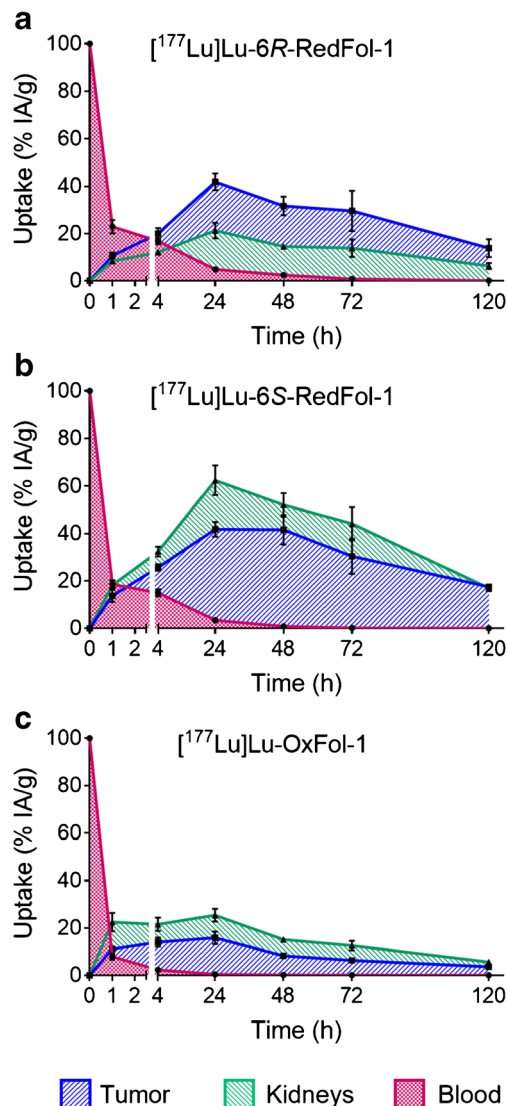 a
[¹⁷⁷Lu]Lu-6R-RedFol-1
Uptake (% IA/g)
100
80
60
40
20
0
0 1 2 4 24 48 72 120
Time (h)
b
[¹⁷⁷Lu]Lu-6S-RedFol-1
Uptake (% IA/g)
100
80
60
40
20
0
0 1 2 4 24 48 72 120
Time (h)
c
[¹⁷⁷Lu]Lu-OxFol-1
Uptake (% IA/g)
100
80
60
40
20
0
0 1 2 4 24 48 72 120
Time (h)
Tumor Kidneys Blood